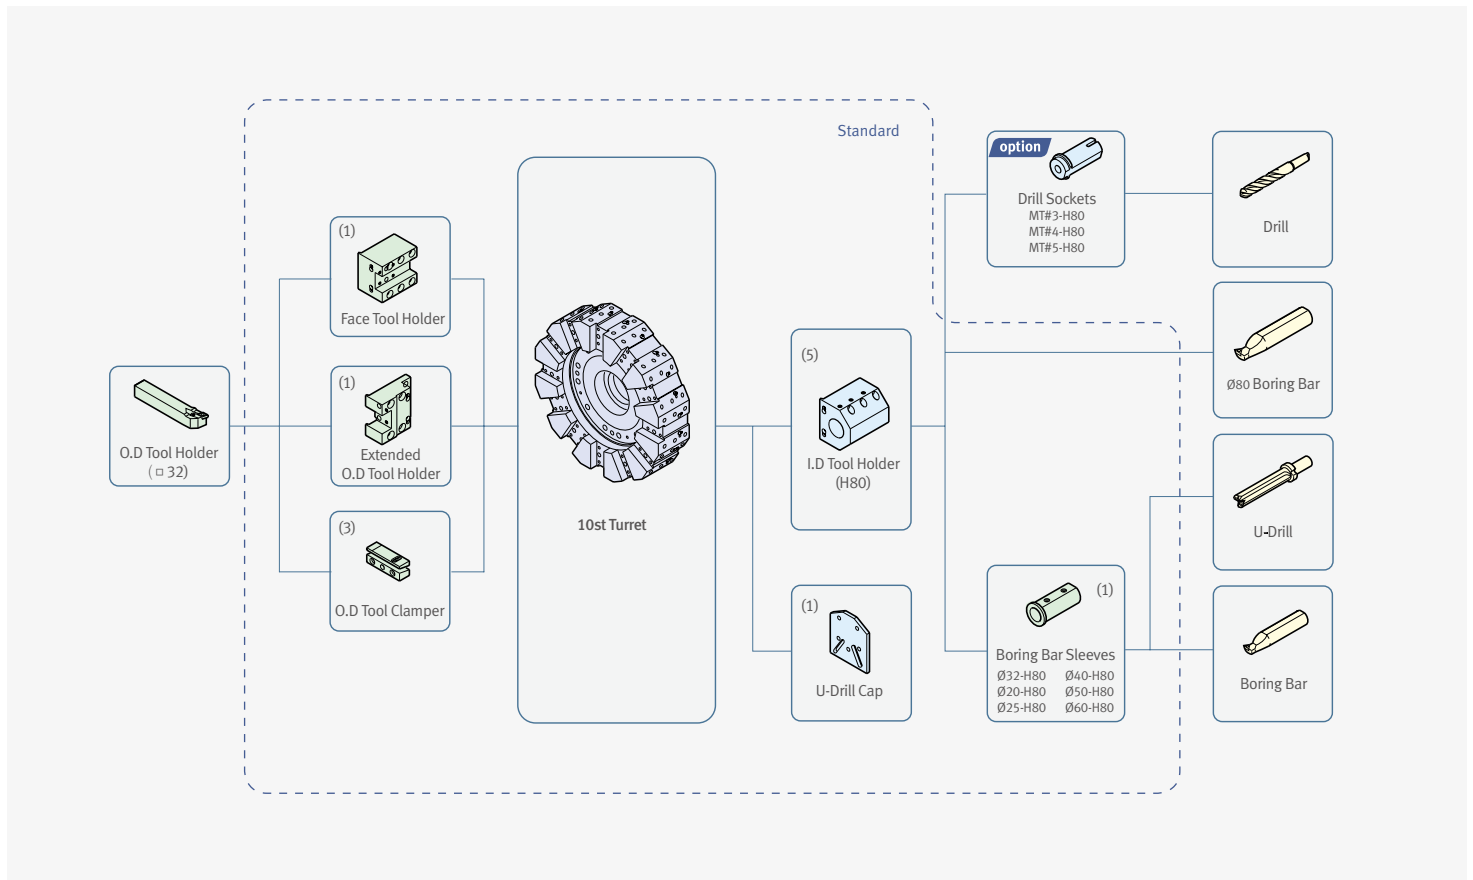 Standard
option
Drill Sockets
MT#3-H80
MT#4-H80
MT#5-H80
Drill
(1)
Face Tool Holder
(5)
I.D Tool Holder
(H80)
Ø80 Boring Bar
O.D Tool Holder
( □ 32)
(1)
Extended
O.D Tool Holder
10st Turret
U-Drill
(3)
O.D Tool Clamper
(1)
U-Drill Cap
(1)
Boring Bar Sleeves
Ø32-H80 Ø40-H80
Ø20-H80 Ø50-H80
Ø25-H80 Ø60-H80
Boring Bar